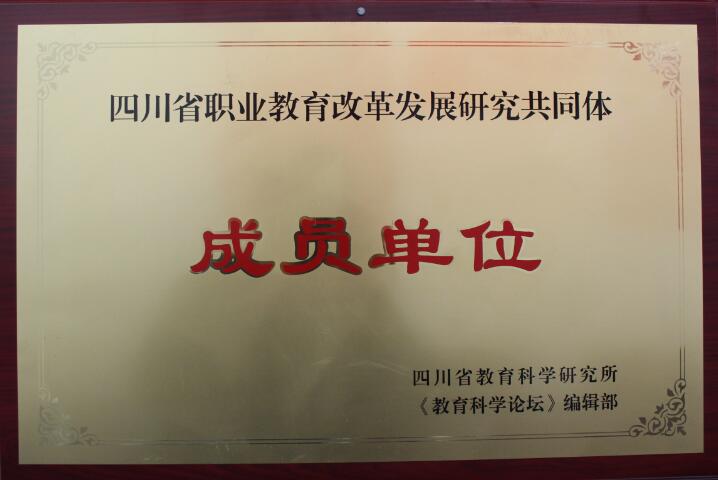 四川省职业教育改革发展研究共同体
成员单位
四川省教育科学研究所
《教育科学论坛》编辑部